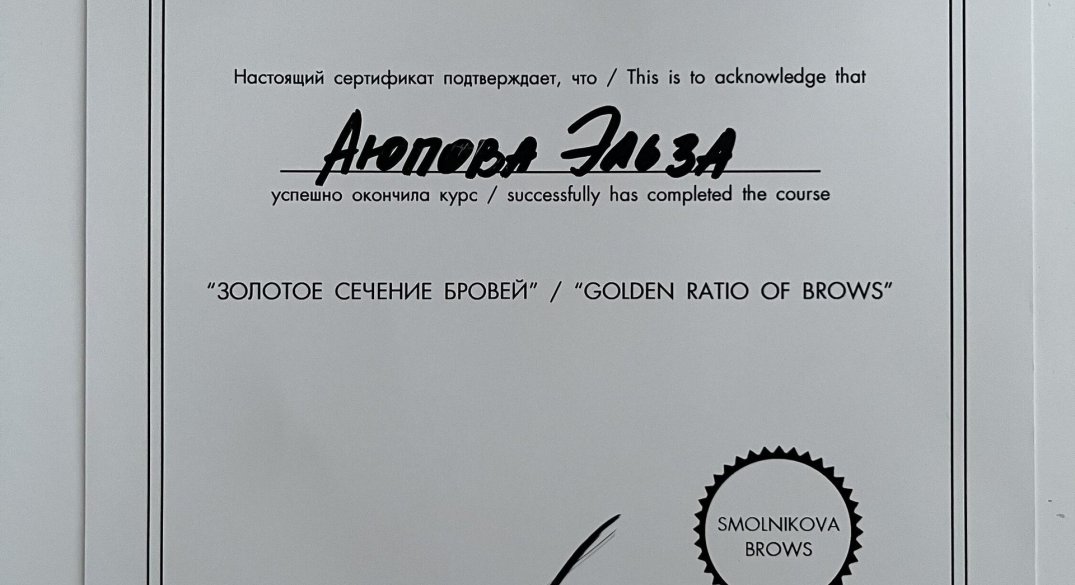 Настоящий сертификат подтверждает, что / This is to acknowledge that
Аюпова Эльза
успешно окончила курс / successfully has completed the course
"ЗОЛОТОЕ СЕЧЕНИЕ БРОВЕЙ" / "GOLDEN RATIO OF BROWS"
SMOLNIKOVA
BROWS